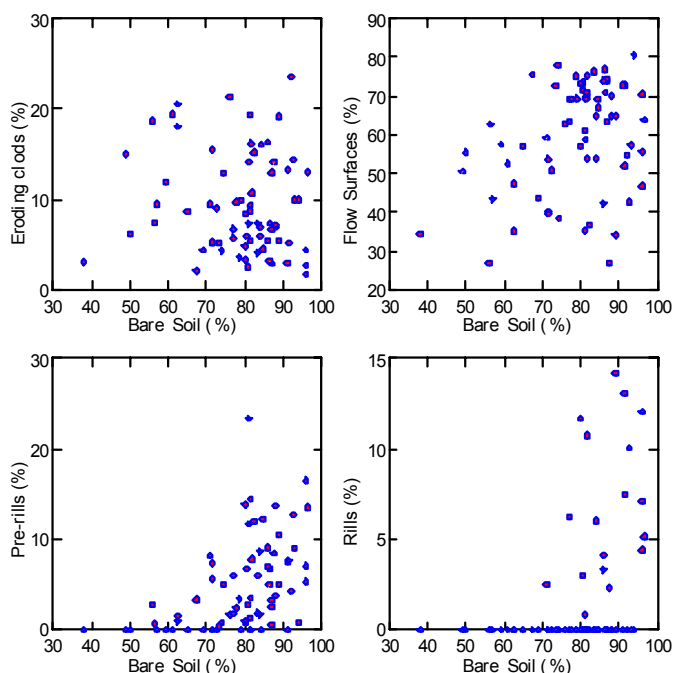 30
20
10
0
Eroding clods (%)
30 40 50 60 70 80 90 100
Bare Soil (%)
90
80
70
60
50
40
30
20
Flow Surfaces (%)
30 40 50 60 70 80 90 100
Bare Soil (%)
30
20
10
0
Pre-rills (%)
30 40 50 60 70 80 90 100
Bare Soil (%)
15
10
5
0
Rills (%)
30 40 50 60 70 80 90 100
Bare Soil (%)